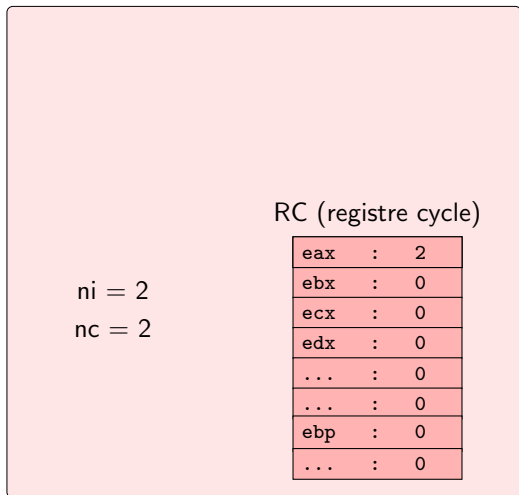 RC (registre cycle)
eax : 2
ebx : 0
ecx : 0
edx : 0
... : 0
... : 0
ebp : 0
... : 0
ni = 2
nc = 2